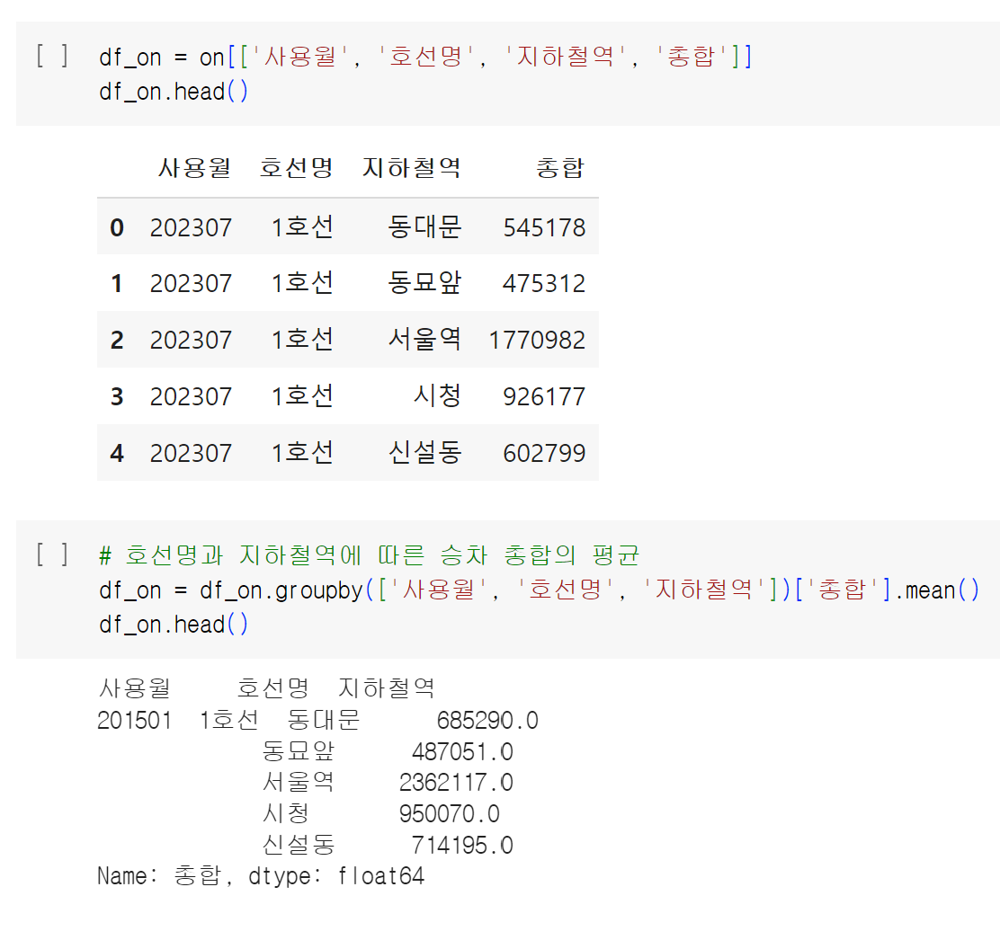 [ ] df_on = on[['사용월', '호선명', '지하철역', '총합']]
df_on.head()
사용월 호선명 지하철역 총합
0 202307 1호선 동대문 545178
1 202307 1호선 동묘앞 475312
2 202307 1호선 서울역 1770982
3 202307 1호선 시청 926177
4 202307 1호선 신설동 602799
[ ] # 호선명과 지하철역에 따른 승차 총합의 평균
df_on = df_on.groupby(['사용월', '호선명', '지하철역'])['총합'].mean()
df_on.head()
사용월 호선명 지하철역
201501 1호선 동대문 685290.0
동묘앞 487051.0
서울역 2362117.0
시청 950070.0
신설동 714195.0
Name: 총합, dtype: float64